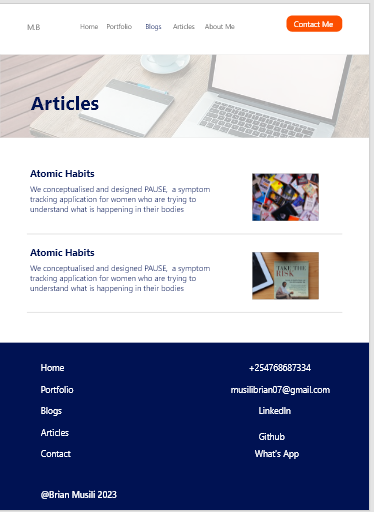 M.B
Home Portfolio Blogs Articles About Me
Contact Me
Articles
Atomic Habits
We conceptualised and designed PAUSE, a symptom
tracking application for women who are trying to
understand what is happening in their bodies
Atomic Habits
We conceptualised and designed PAUSE, a symptom
tracking application for women who are trying to
understand what is happening in their bodies
TAKE THE
RISK
Home
Portfolio
Blogs
Articles
Contact
+254768687334
musilibrian07@gmail.com
LinkedIn
Github
What's App
@Brian Musili 2023